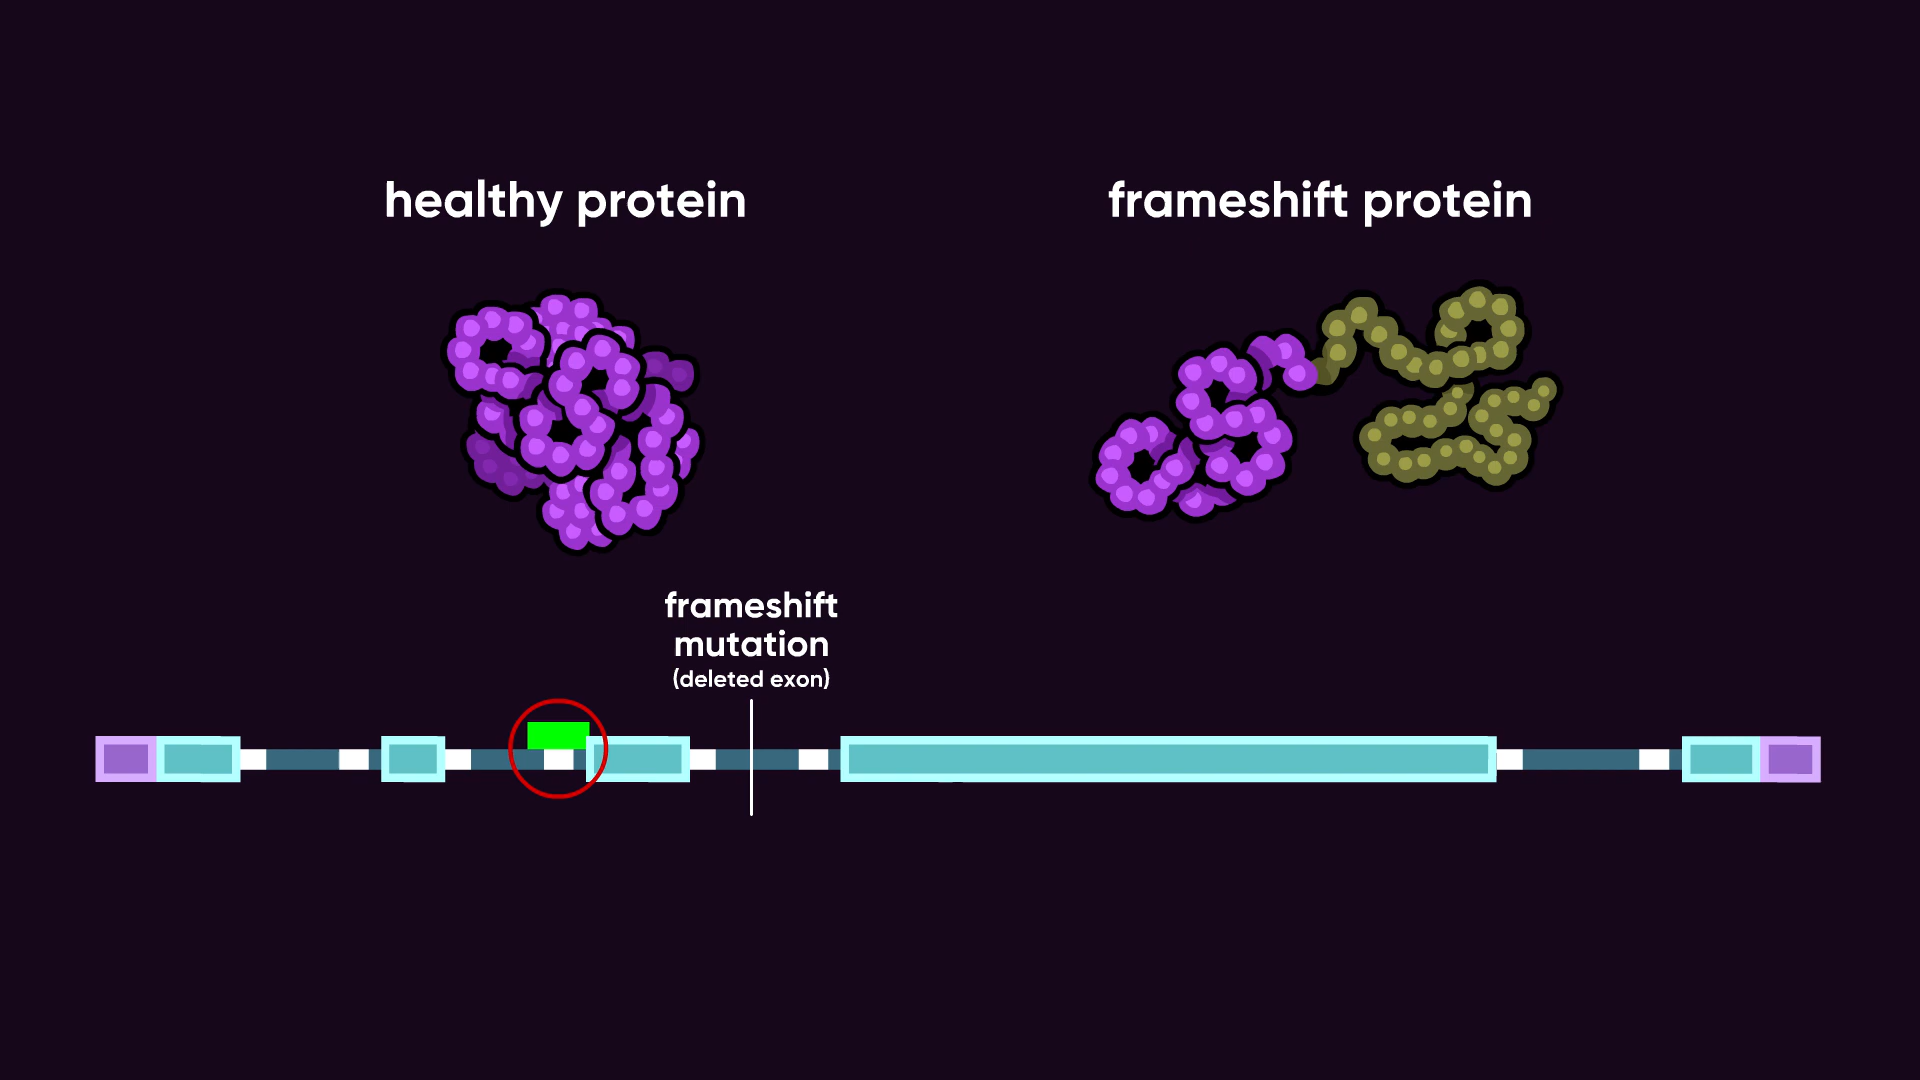 healthy protein
frameshift protein
frameshift
mutation
(deleted exon)